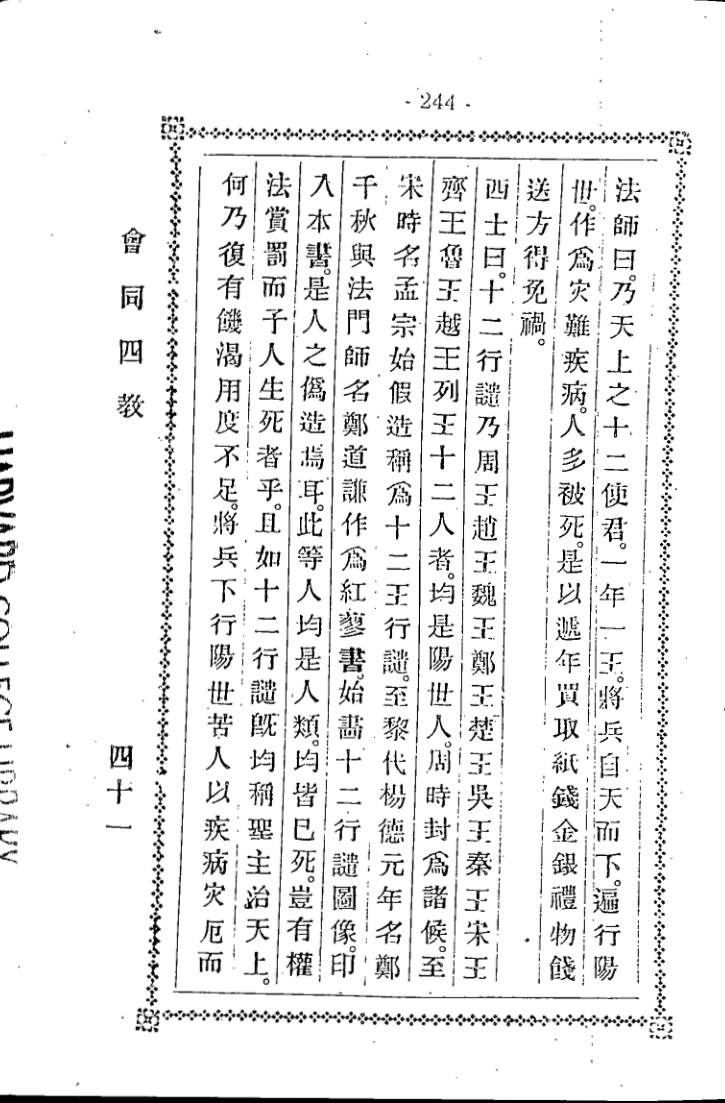 - 244 -
法師曰。乃天上之十二使君。一年一王。將兵自天而下。遍行陽
世。作爲灾難疾病。人多被死。是以遞年買取紙錢金銀禮物餞
送方得免禍。
西士曰。十二行譴乃周王趙王魏王鄭王楚王吳王秦王宋王
齊王魯王越王列王十二人者。均是陽世人。周時封爲諸候。至
宋時名孟宗始假造稱爲十二王行譴。至黎代楊德元年名鄭
千秋與法門師名鄭道謙作爲紅蓼書。始畵十二行譴圖像。印
入本書。是人之僞造焉耳。此等人均是人類。均皆已死。豈有權
法賞罰而子人生死者乎。且如十二行譴旣均稱聖主治天上。
何乃復有饑渴用度不足。將兵下行陽世苦人以疾病灾厄而
會同四教
四十一
HARVARD COLLEGE LIBRARY